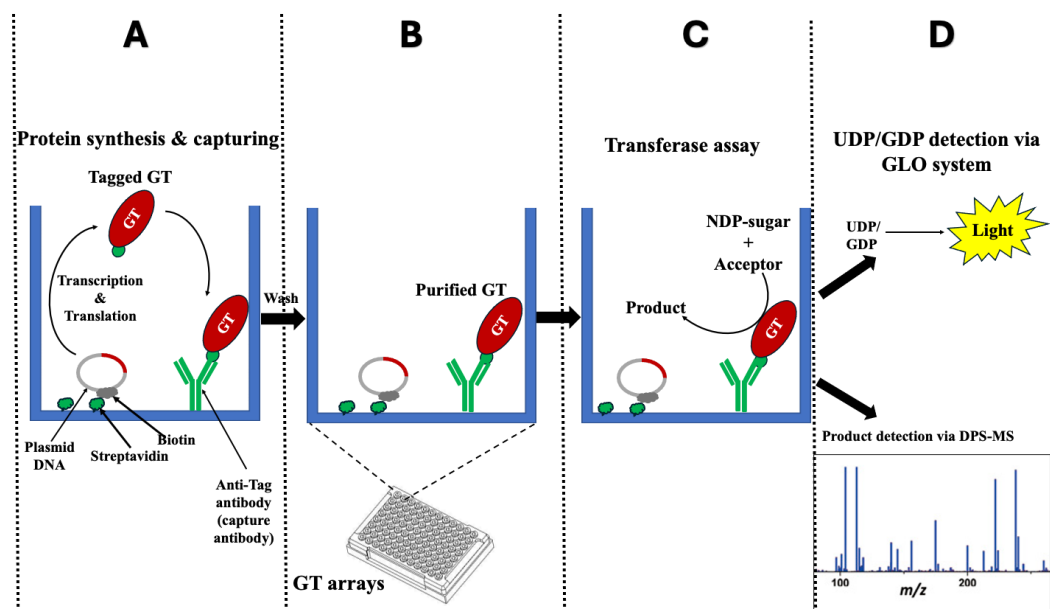 A
B
C
D
Protein synthesis & capturing
Tagged GT
GT
Transcription
&
Translation
GT
Plasmid
DNA
Streptavidin
Biotin
Anti-Tag
antibody
(capture
antibody)
Wash
Purified GT
GT
GT arrays
Transferase assay
NDP-sugar
+
Acceptor
Product
GT
UDP/GDP detection via
GLO system
UDP/
GDP
Light
Product detection via DPS-MS
100
200
m/z